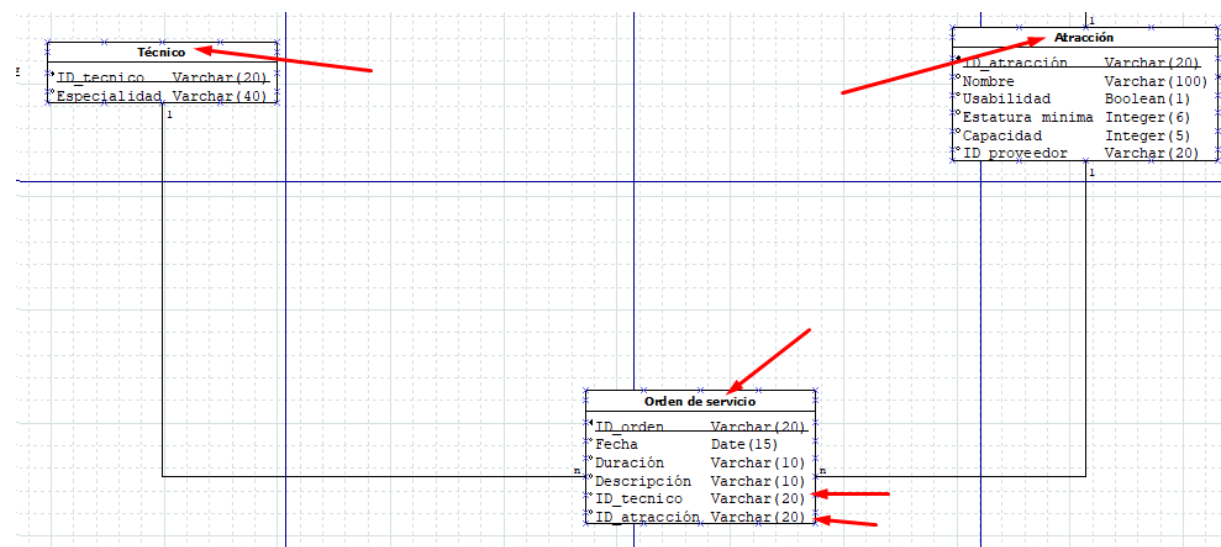 1
Técnico
ID_tecnico Varchar(20)
Especialidad Varchar(40)
1
Atracción
ID_atracción Varchar(20)
Nombre Varchar(100)
Usabilidad Boolean(1)
Estatura minima Integer(6)
Capacidad Integer(5)
ID_proveedor Varchar(20)
1
Orden de servicio
ID_orden Varchar(20)
Fecha Date(15)
Duración Varchar(10)
Descripción Varchar(10)
ID_tecnico Varchar(20)
ID_atracción Varchar(20)
n
n